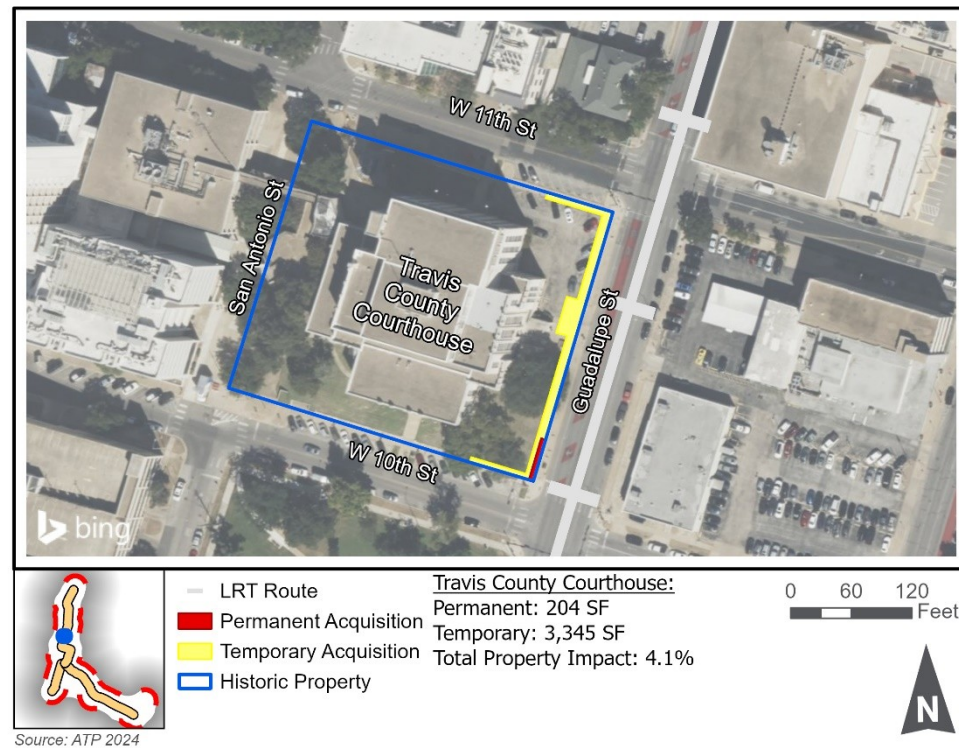 W 11th St
San Antonio St
Travis
County
Courthouse
Guadalupe St
W 10th St
bing
LRT Route
Permanent Acquisition
Temporary Acquisition
Historic Property
Travis County Courthouse:
Permanent: 204 SF
Temporary: 3,345 SF
Total Property Impact: 4.1%
0 60 120
Feet
N
Source: ATP 2024